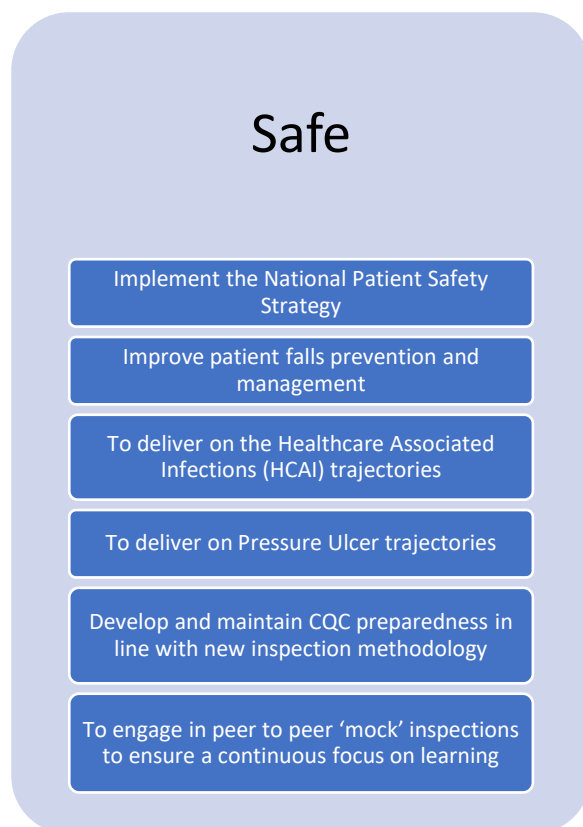 Safe
Implement the National Patient Safety
Strategy
Improve patient falls prevention and
management
To deliver on the Healthcare Associated
Infections (HCAI) trajectories
To deliver on Pressure Ulcer trajectories
Develop and maintain CQC preparedness in
line with new inspection methodology
To engage in peer to peer ‘mock’ inspections
to ensure a continuous focus on learning